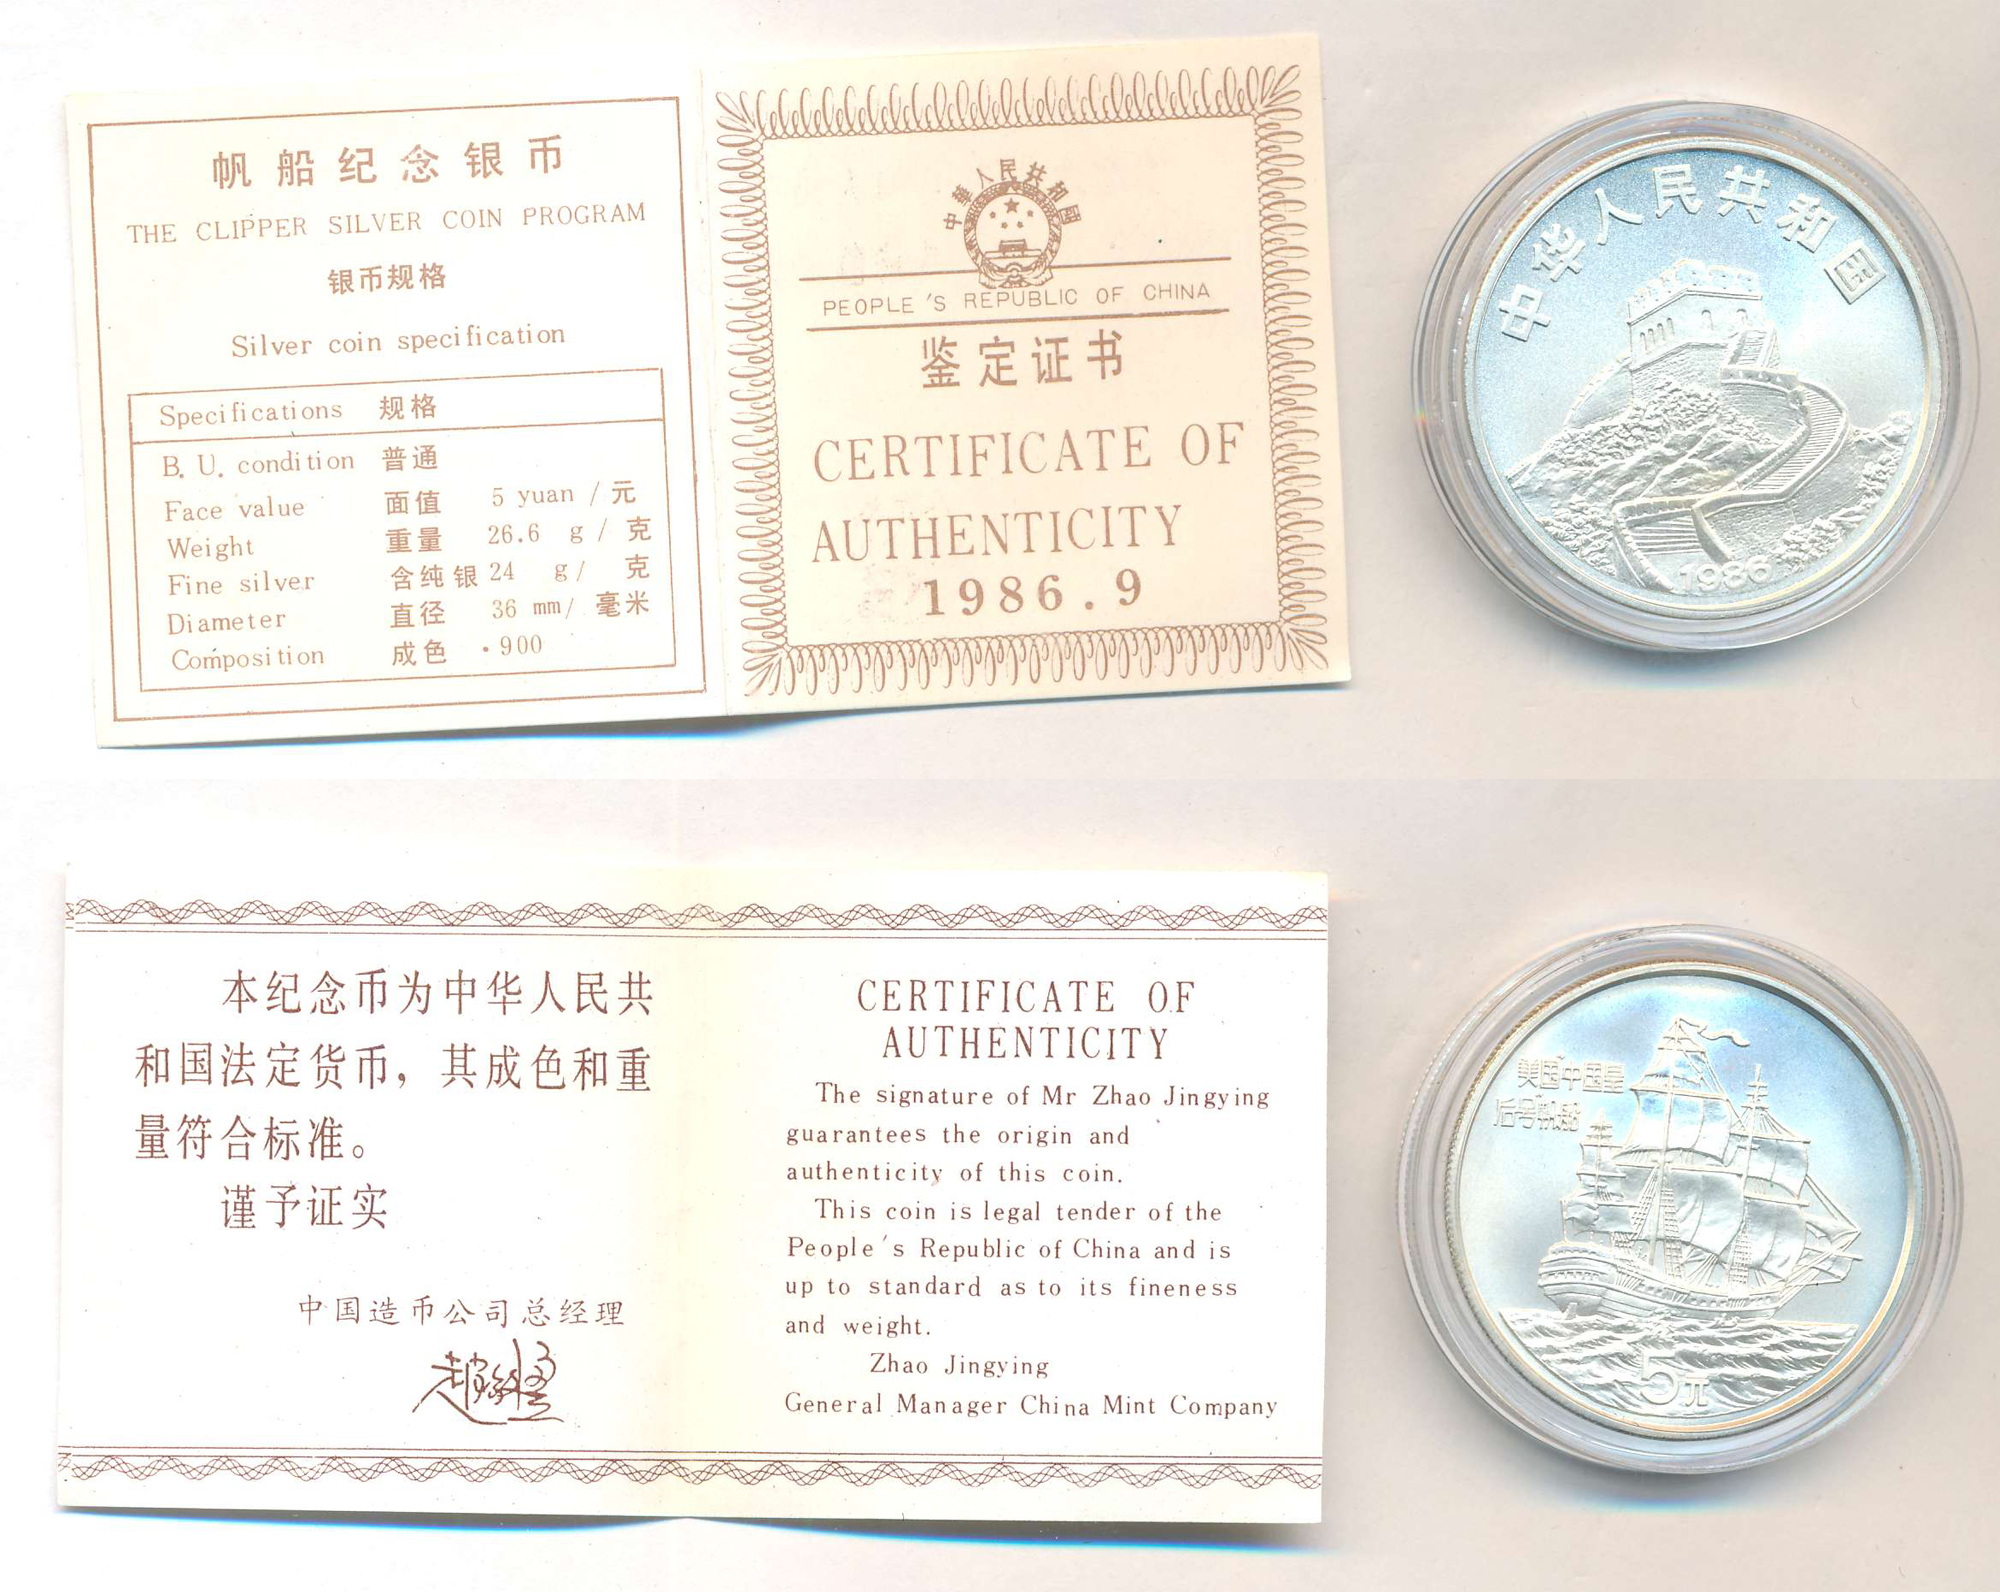 帆船纪念银币
THE CLIPPER SILVER COIN PROGRAM
银币规格
Silver coin specification
Specifications 规格
B. U. condition 普通
Face value 面值 5 yuan / 元
Weight 重量 26.6 g / 克
Fine silver 含纯银 24 g / 克
Diameter 直径 36 mm / 毫米
Composition 成色 ·900
中華人民共和國
PEOPLE'S REPUBLIC OF CHINA
鉴定证书
CERTIFICATE OF
AUTHENTICITY
1986.9
中华人民共和国
1986
本纪念币为中华人民共
和国法定货币，其成色和重
量符合标准。
谨予证实
中国造币公司总经理
CERTIFICATE OF
AUTHENTICITY
The signature of Mr Zhao Jingying
guarantees the origin and
authenticity of this coin.
This coin is legal tender of the
People's Republic of China and is
up to standard as to its fineness
and weight.
Zhao Jingying
General Manager China Mint Company
美国中国皇
后号帆船
5元